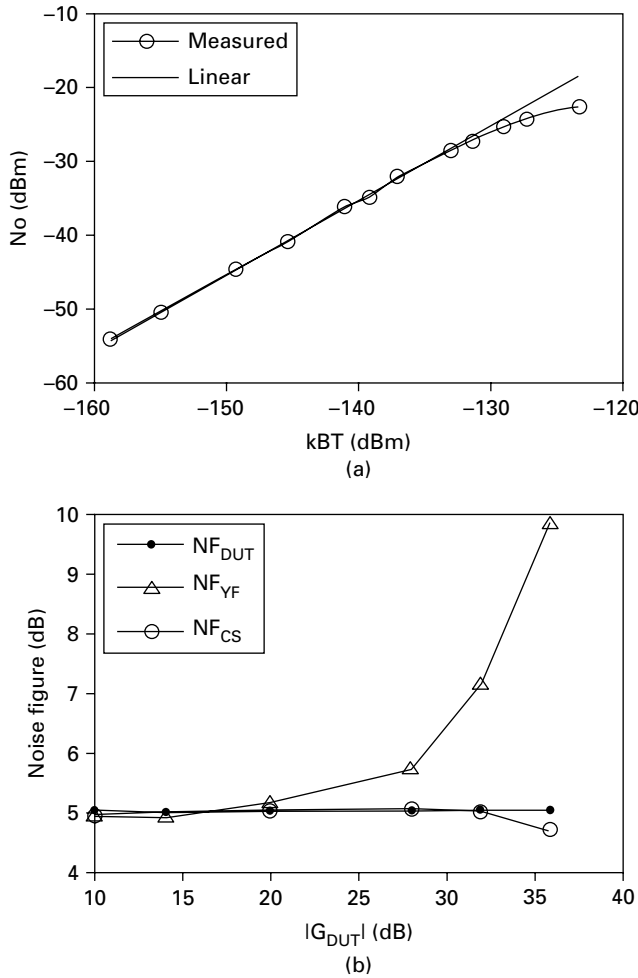 −10
−20
−30
−40
−50
−60
No (dBm)
Measured
Linear
−160
−150
−140
−130
−120
kBT (dBm)
(a)
10
9
8
7
6
5
4
Noise figure (dB)
NF_DUT
NF_YF
NF_CS
10
15
20
25
30
35
40
|G_DUT| (dB)
(b)